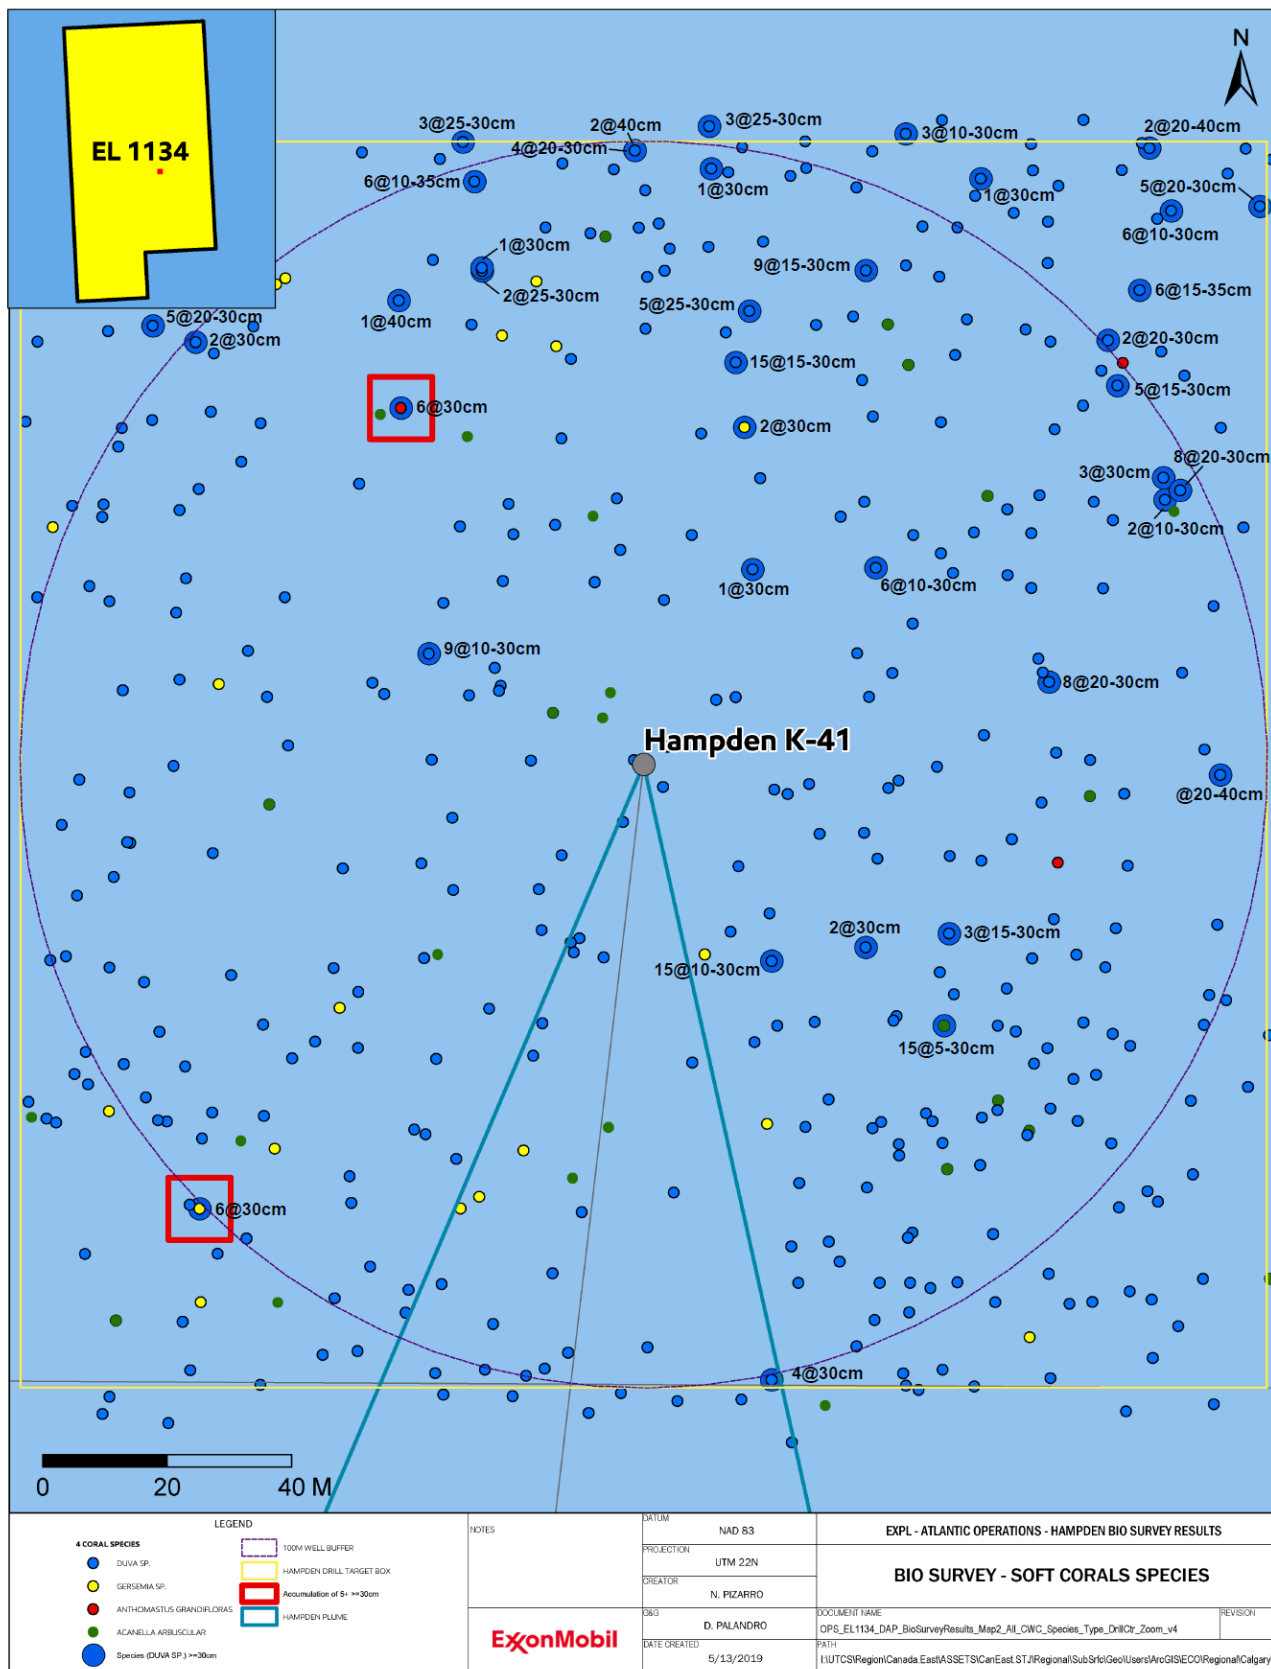 N
EL 1134
3@25-30cm
2@40cm
3@25-30cm
3@10-30cm
2@20-40cm
4@20-30cm
6@10-35cm
1@30cm
1@30cm
5@20-30cm
6@10-30cm
1@30cm
9@15-30cm
2@25-30cm
6@15-35cm
1@40cm
5@25-30cm
5@20-30cm
2@30cm
2@20-30cm
15@15-30cm
5@15-30cm
6@30cm
2@30cm
8@20-30cm
3@30cm
2@10-30cm
1@30cm
6@10-30cm
9@10-30cm
8@20-30cm
Hampden K-41
@20-40cm
2@30cm
3@15-30cm
15@10-30cm
15@5-30cm
6@30cm
4@30cm
0 20 40 M
LEGEND
4 CORAL SPECIES
DUVA SP.
GERSEMIA SP.
ANTHOMASTUS GRANDIFLORAS
ACANELLA ARBUSCULAR
Species (DUVA SP.) >=30cm
100M WELL BUFFER
HAMPDEN DRILL TARGET BOX
Accumulation of 5+ >=30cm
HAMPDEN PLUME
NOTES
ExxonMobil
DATUM
NAD 83
PROJECTION
UTM 22N
CREATOR
N. PIZARRO
G&G
D. PALANDRO
DATE CREATED
5/13/2019
EXPL - ATLANTIC OPERATIONS - HAMPDEN BIO SURVEY RESULTS
BIO SURVEY - SOFT CORALS SPECIES
DOCUMENT NAME
REVISION
OPS_EL1134_DAP_BioSurveyResults_Map2_All_CWC_Species_Type_DrillCtr_Zoom_v4
PATH